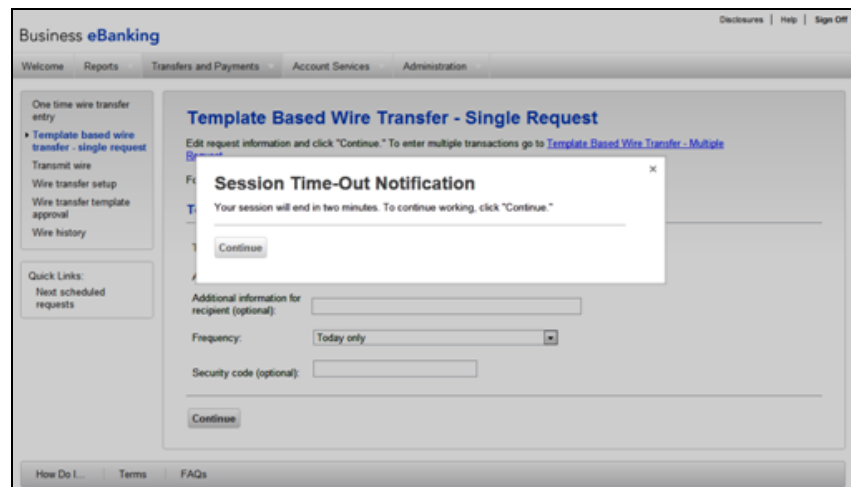 Disclosures | Help | Sign Off
Business eBanking
Welcome Reports Transfers and Payments Account Services Administration
One time wire transfer
entry
Template based wire
transfer - single request
Transmit wire
Wire transfer setup
Wire transfer template
approval
Wire history
Quick Links:
Next scheduled
requests
Template Based Wire Transfer - Single Request
Edit request information and click "Continue." To enter multiple transactions go to Template Based Wire Transfer - Multiple
Session Time-Out Notification
×
Your session will end in two minutes. To continue working, click "Continue."
Continue
Additional information for
recipient (optional):
Frequency: Today only
Security code (optional):
Continue
How Do I... Terms FAQs